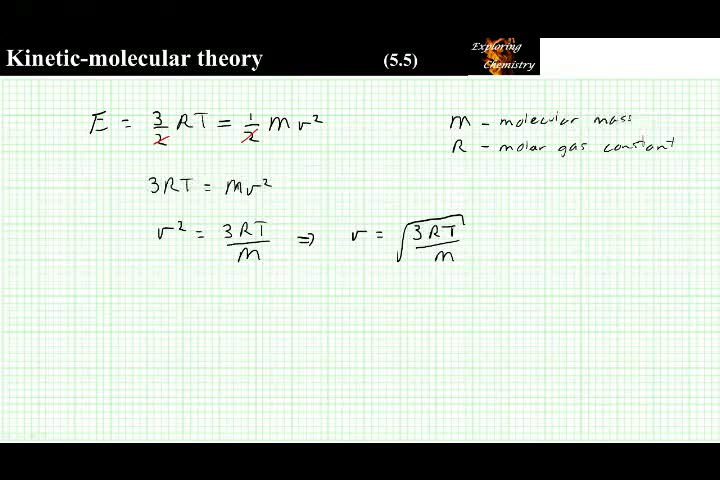 Kinetic-molecular theory (5.5) Exploring Chemistry
E = 3/2 RT = 1/2 m v²
m - molecular mass
R - molar gas constant
3RT = mv²
v² = 3RT/m ⇒ v = √(3RT/m)